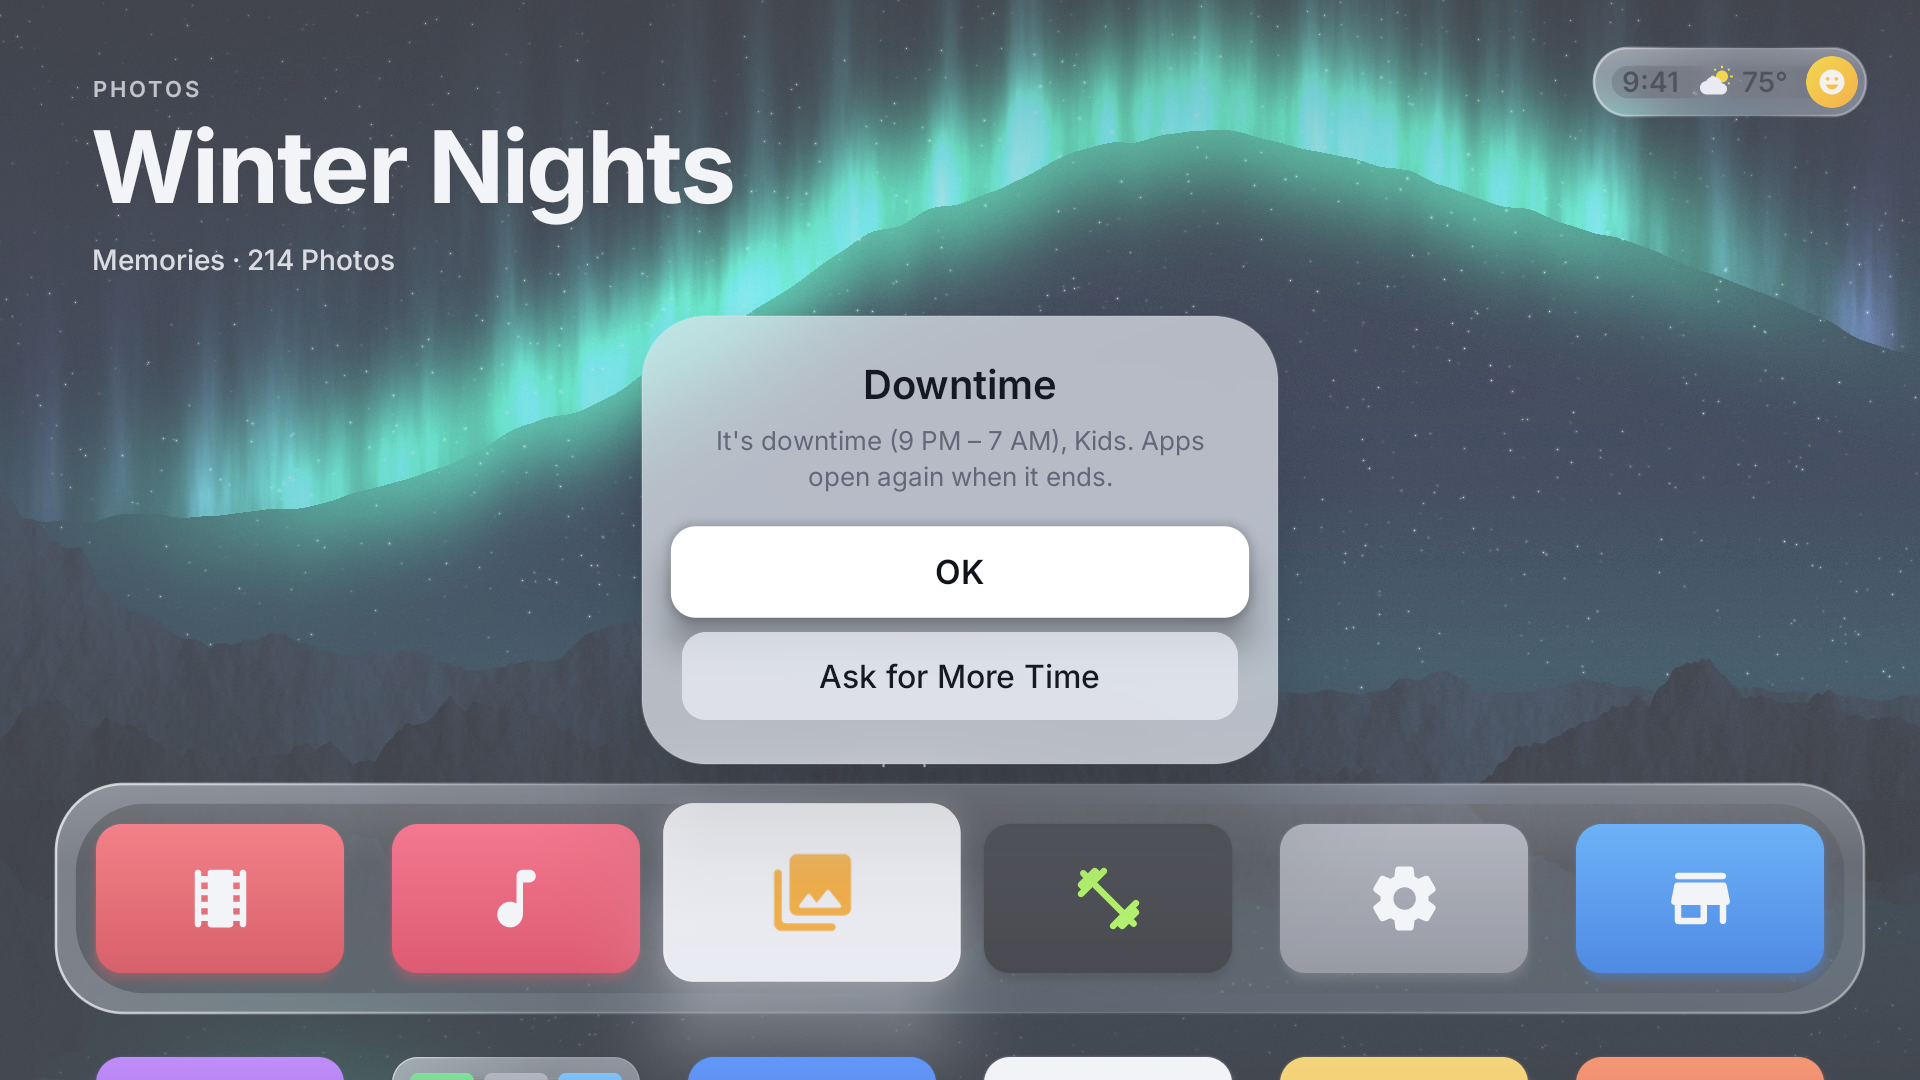 PHOTOS
Winter Nights
Memories · 214 Photos
9:41 75°
Downtime
It's downtime (9 PM – 7 AM), Kids. Apps
open again when it ends.
OK
Ask for More Time